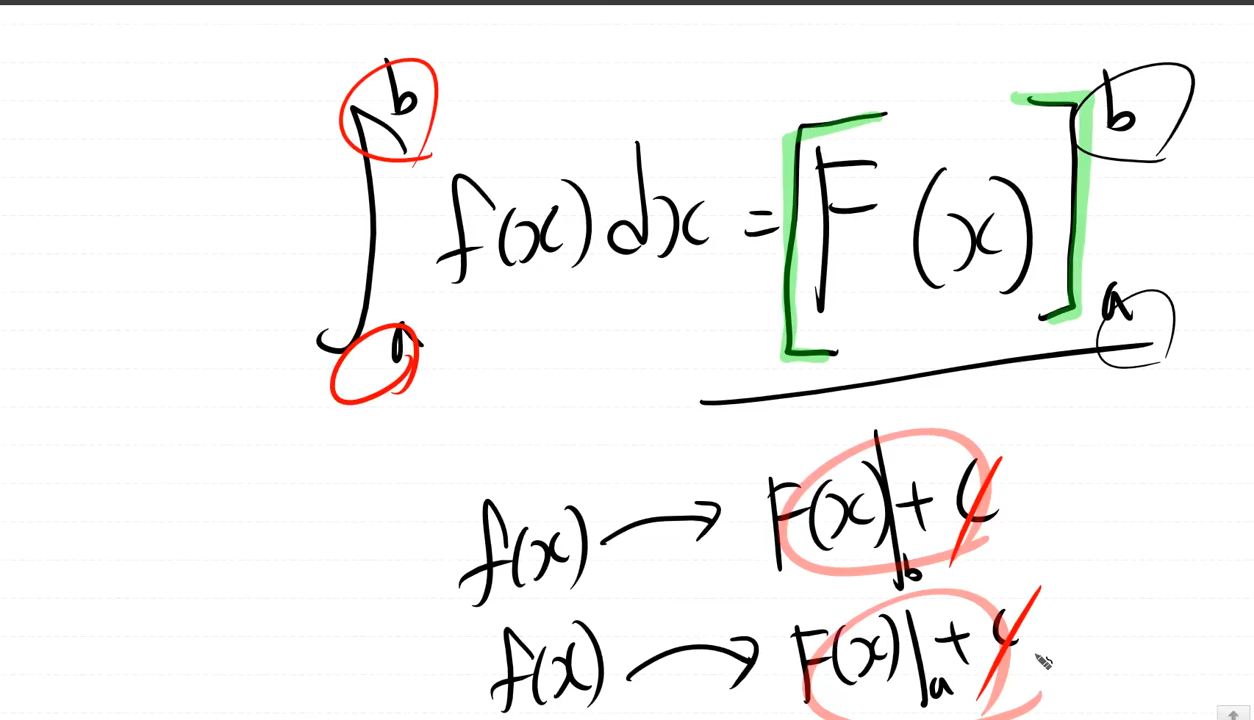 ∫ₐᵇ f(x)dx = [F(x)]ₐᵇ
f(x) → F(x)|b + C
f(x) → F(x)|a + C